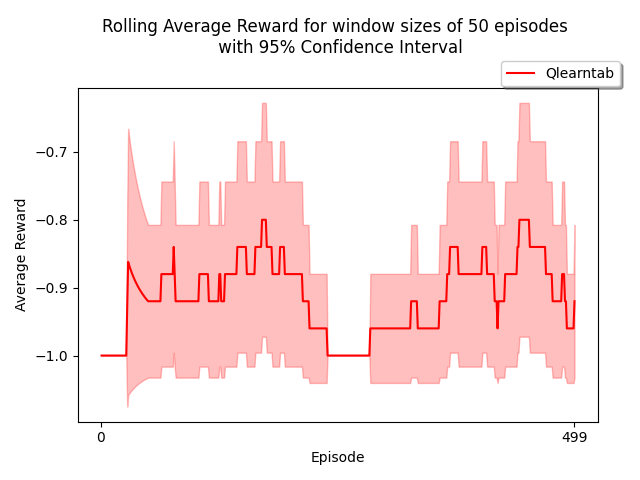 Rolling Average Reward for window sizes of 50 episodes
with 95% Confidence Interval
Qlearntab
Average Reward
−0.7
−0.8
−0.9
−1.0
0
499
Episode